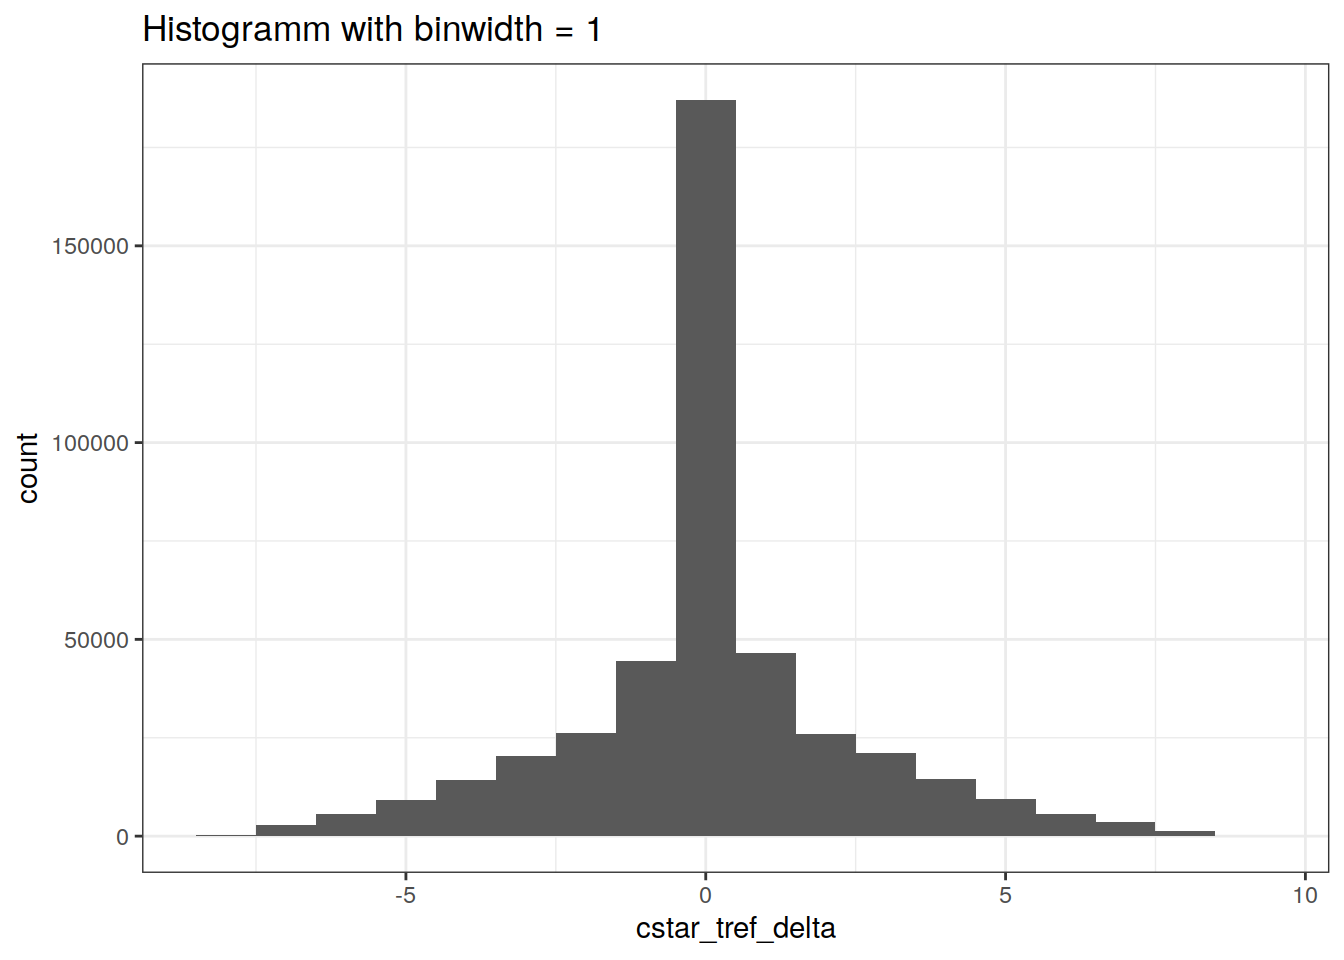 Histogramm with binwidth = 1
count
150000
100000
50000
0
-5
0
5
10
cstar_tref_delta